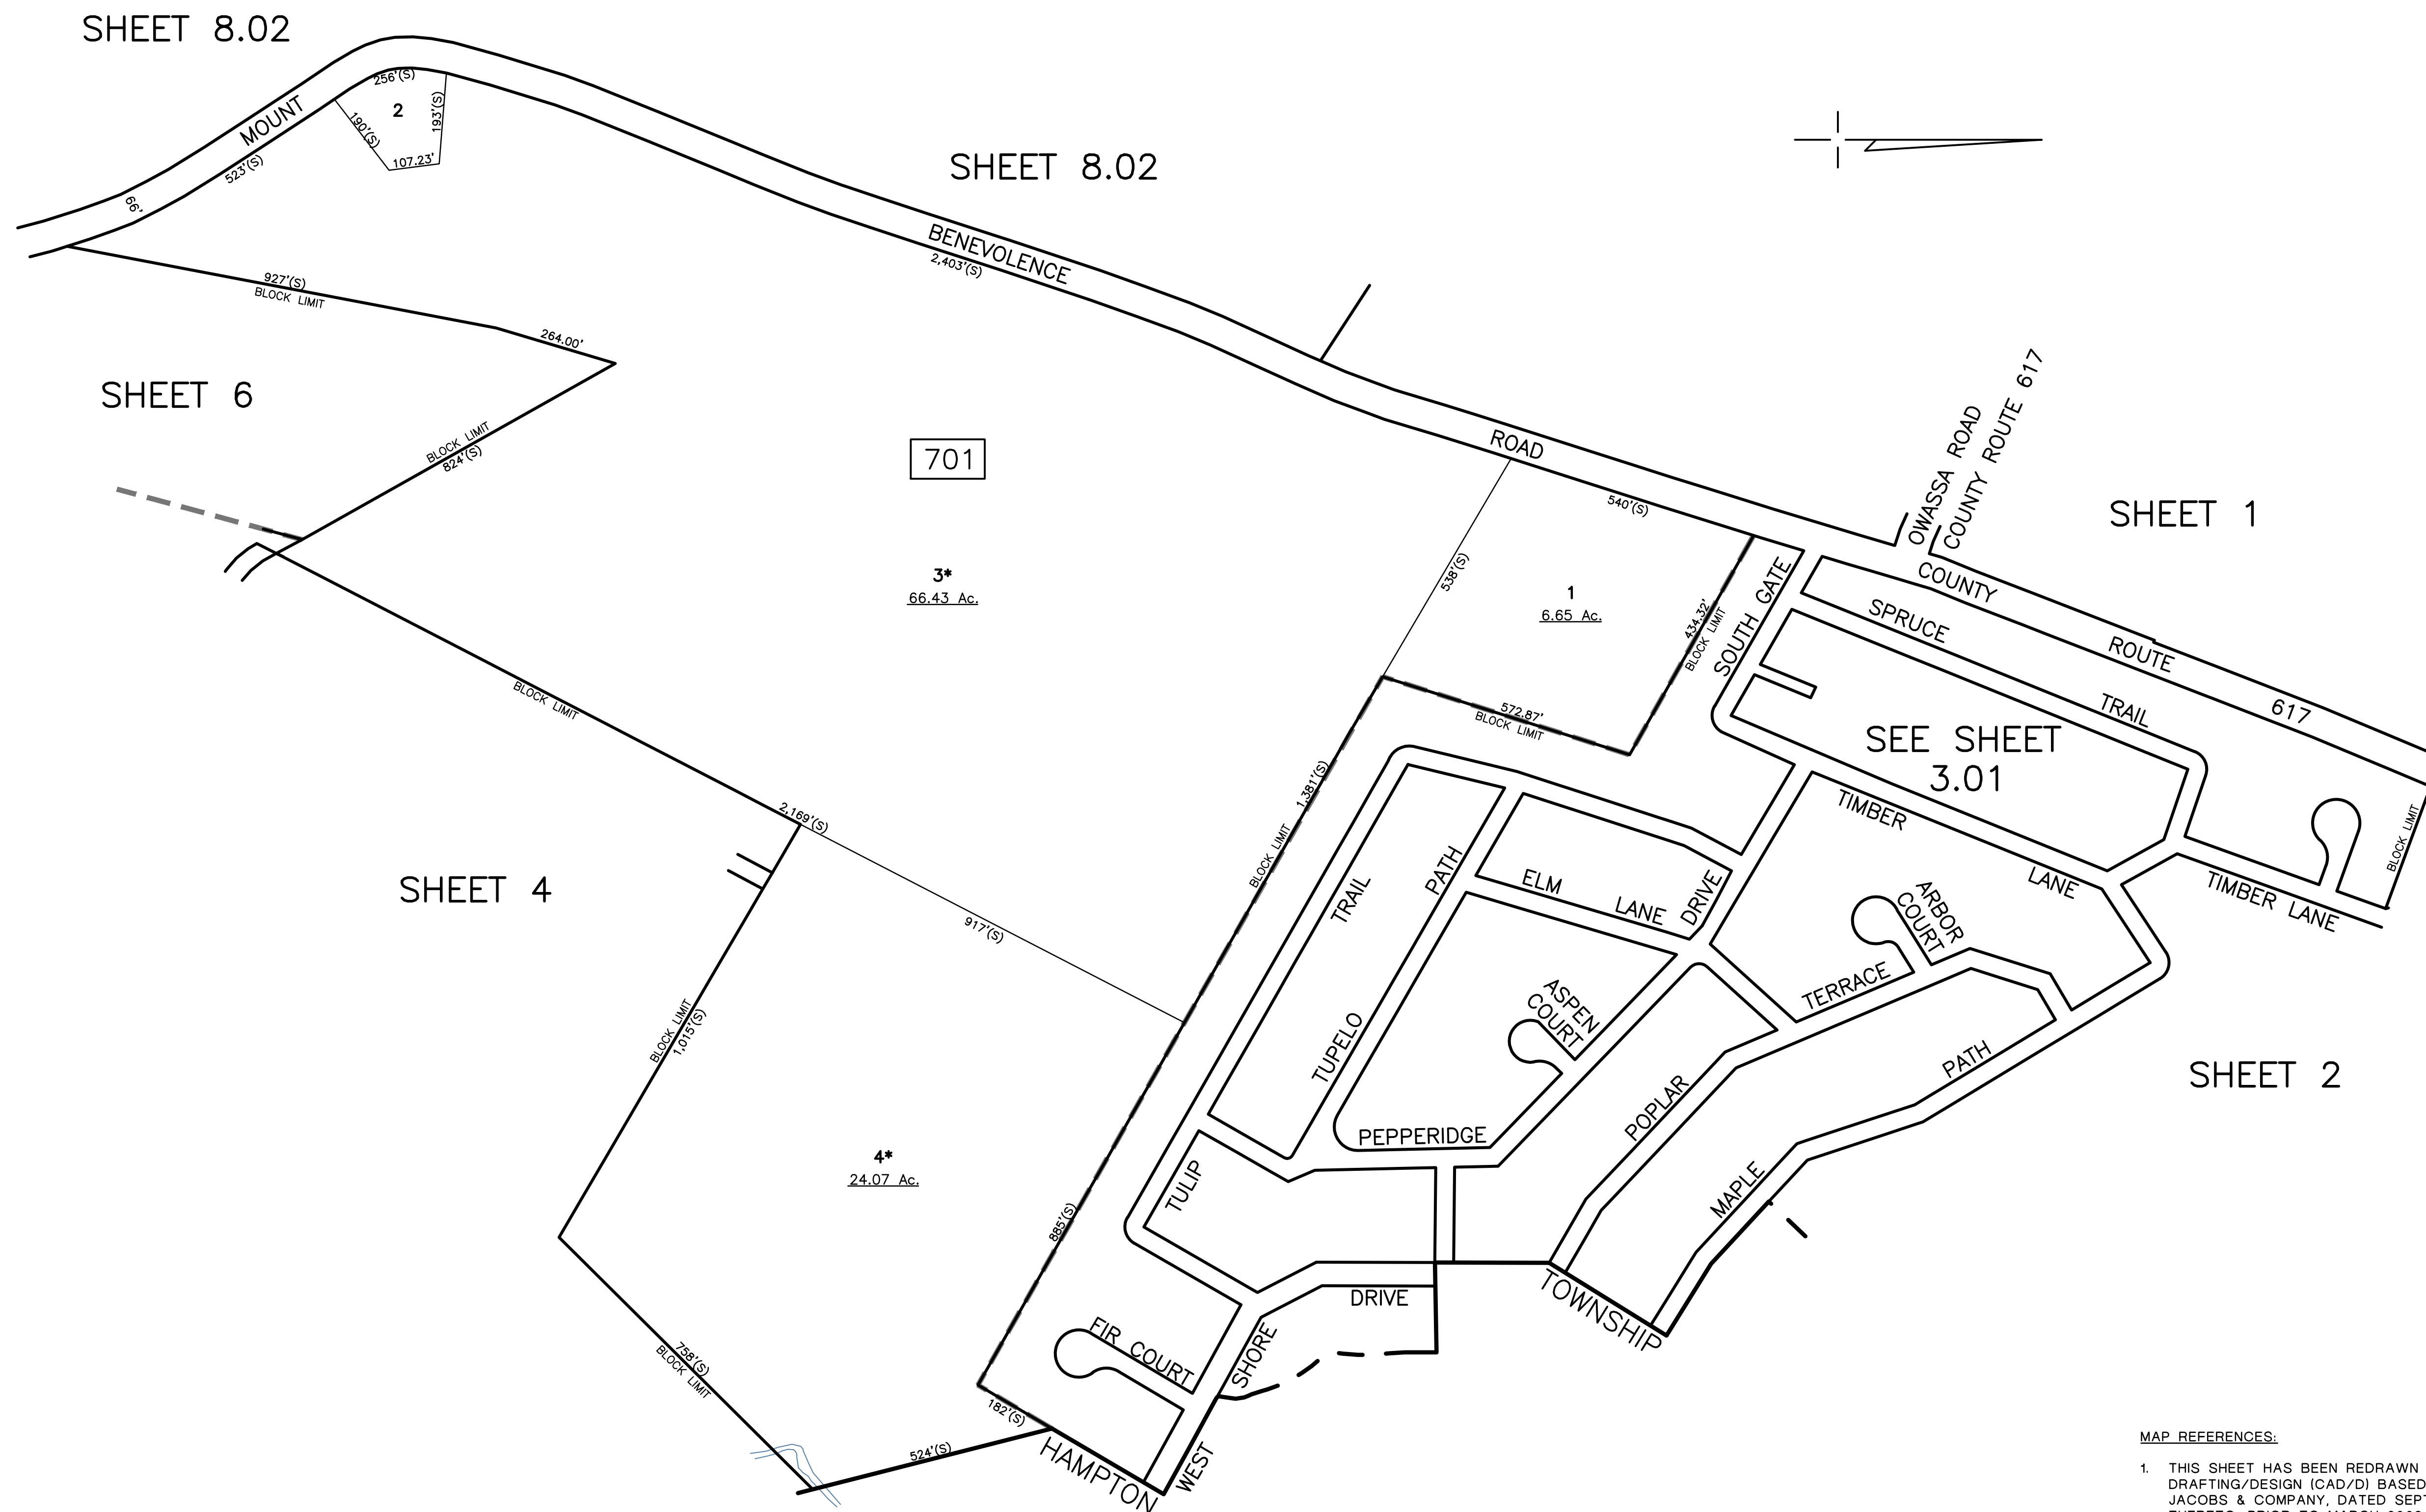 SHEET 8.02
256'(S)
2
190'(S)
193'(S)
107.23'
MOUNT
523'(S)
66'
SHEET 8.02
BENEVOLENCE
2,403'(S)
927'(S)
BLOCK LIMIT
264.00'
SHEET 6
BLOCK LIMIT
824'(S)
701
ROAD
540'(S)
OWASSA ROAD
COUNTY ROUTE 617
SHEET 1
3*
66.43 Ac.
538'(S)
1
6.65 Ac.
434.32'
BLOCK LIMIT
SOUTH GATE
COUNTY
ROUTE
617
SPRUCE
TRAIL
BLOCK LIMIT
572.87'
BLOCK LIMIT
SEE SHEET
3.01
1,381'(S)
BLOCK LIMIT
2,169'(S)
TIMBER
LANE
TIMBER LANE
BLOCK LIMIT
SHEET 4
917'(S)
TRAIL
PATH
ELM
LANE
DRIVE
ARBOR
COURT
TERRACE
BLOCK LIMIT
1,015'(S)
TUPELO
ASPEN
COURT
PATH
SHEET 2
4*
24.07 Ac.
PEPPERIDGE
POPLAR
TULIP
MAPLE
885'(S)
DRIVE
TOWNSHIP
758'(S)
BLOCK LIMIT
FIR COURT
SHORE
182'(S)
524'(S)
HAMPTON
WEST
MAP REFERENCES:
1. THIS SHEET HAS BEEN REDRAWN
DRAFTING/DESIGN (CAD/D) BASED
JACOBS & COMPANY, DATED SEPT